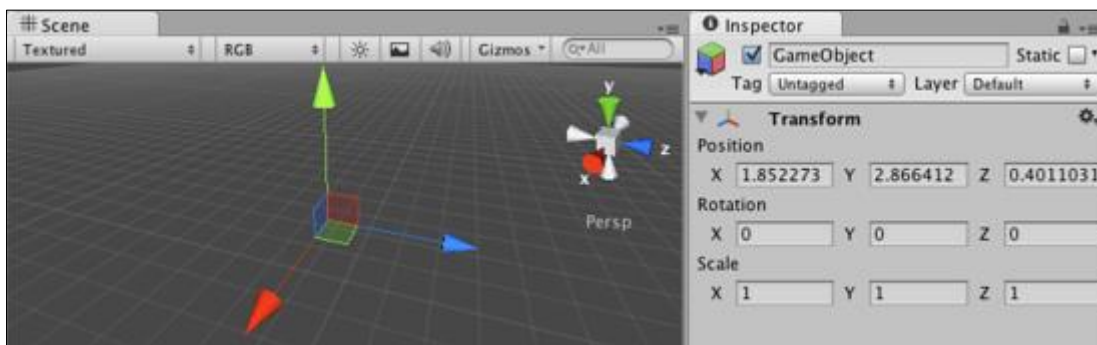 Scene
Textured RGB Gizmos All
y
z
x
Persp
Inspector
GameObject Static
Tag Untagged Layer Default
Transform
Position
X 1.852273 Y 2.866412 Z 0.4011031
Rotation
X 0 Y 0 Z 0
Scale
X 1 Y 1 Z 1